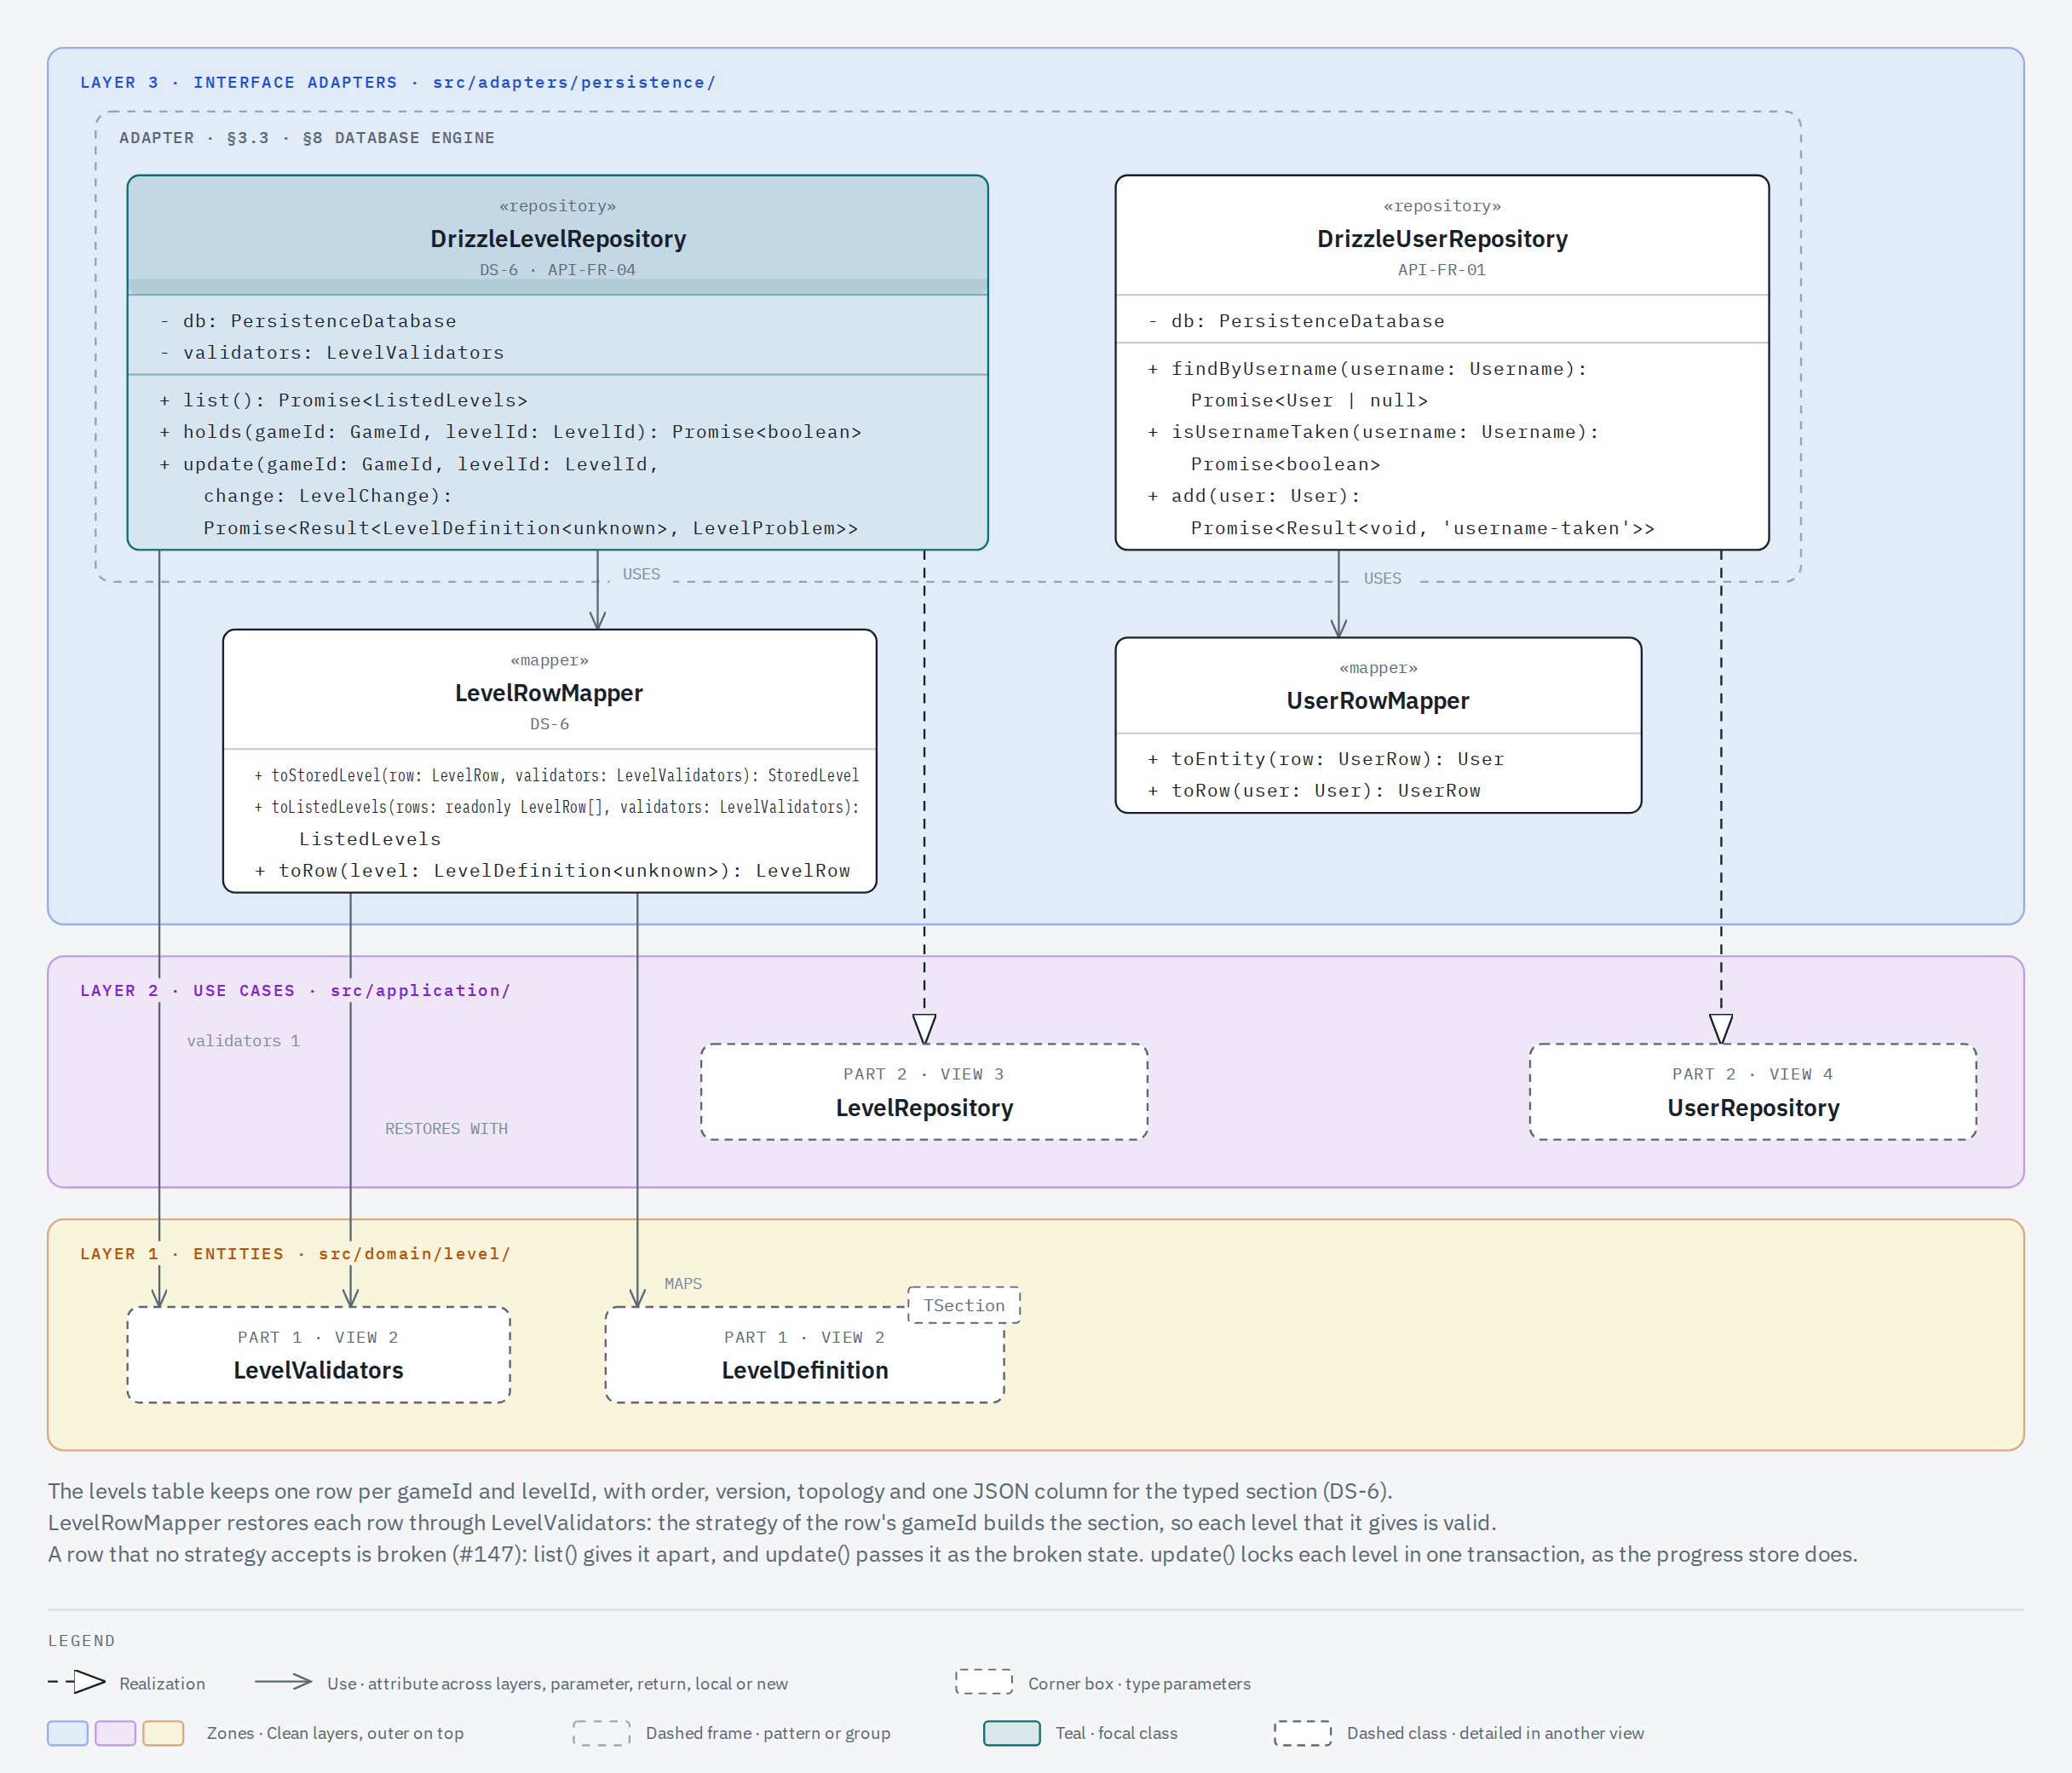 LAYER 3 · INTERFACE ADAPTERS · src/adapters/persistence/
ADAPTER · §3.3 · §8 DATABASE ENGINE
«repository»
DrizzleLevelRepository
DS-6 · API-FR-04
- db: PersistenceDatabase
- validators: LevelValidators
+ list(): Promise<ListedLevels>
+ holds(gameId: GameId, levelId: LevelId): Promise<boolean>
+ update(gameId: GameId, levelId: LevelId,
change: LevelChange):
Promise<Result<LevelDefinition<unknown>, LevelProblem>>
«repository»
DrizzleUserRepository
API-FR-01
- db: PersistenceDatabase
+ findByUsername(username: Username):
Promise<User | null>
+ isUsernameTaken(username: Username):
Promise<boolean>
+ add(user: User):
Promise<Result<void, 'username-taken'>>
USES
USES
«mapper»
LevelRowMapper
DS-6
+ toStoredLevel(row: LevelRow, validators: LevelValidators): StoredLevel
+ toListedLevels(rows: readonly LevelRow[], validators: LevelValidators):
ListedLevels
+ toRow(level: LevelDefinition<unknown>): LevelRow
«mapper»
UserRowMapper
+ toEntity(row: UserRow): User
+ toRow(user: User): UserRow
LAYER 2 · USE CASES · src/application/
validators 1
RESTORES WITH
PART 2 · VIEW 3
LevelRepository
PART 2 · VIEW 4
UserRepository
LAYER 1 · ENTITIES · src/domain/level/
MAPS
TSection
PART 1 · VIEW 2
LevelValidators
PART 1 · VIEW 2
LevelDefinition
The levels table keeps one row per gameId and levelId, with order, version, topology and one JSON column for the typed section (DS-6).
LevelRowMapper restores each row through LevelValidators: the strategy of the row's gameId builds the section, so each level that it gives is valid.
A row that no strategy accepts is broken (#147): list() gives it apart, and update() passes it as the broken state. update() locks each level in one transaction, as the progress store does.
LEGEND
Realization
Use · attribute across layers, parameter, return, local or new
Corner box · type parameters
Zones · Clean layers, outer on top
Dashed frame · pattern or group
Teal · focal class
Dashed class · detailed in another view